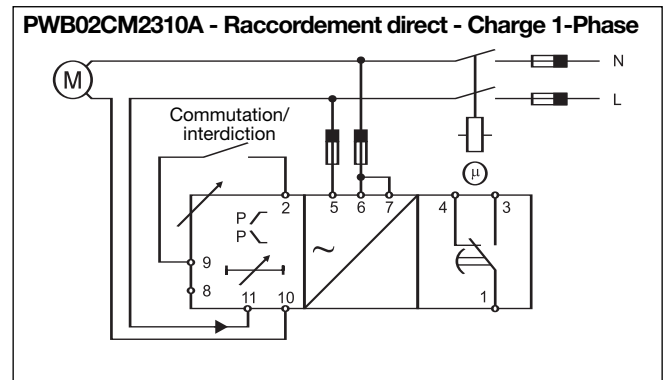 PWB02CM2310A - Raccordement direct - Charge 1-Phase
N
M
L
Commutation/
interdiction
µ
2 5 6 7 4 3
P
P
~
9
8
11 10 1